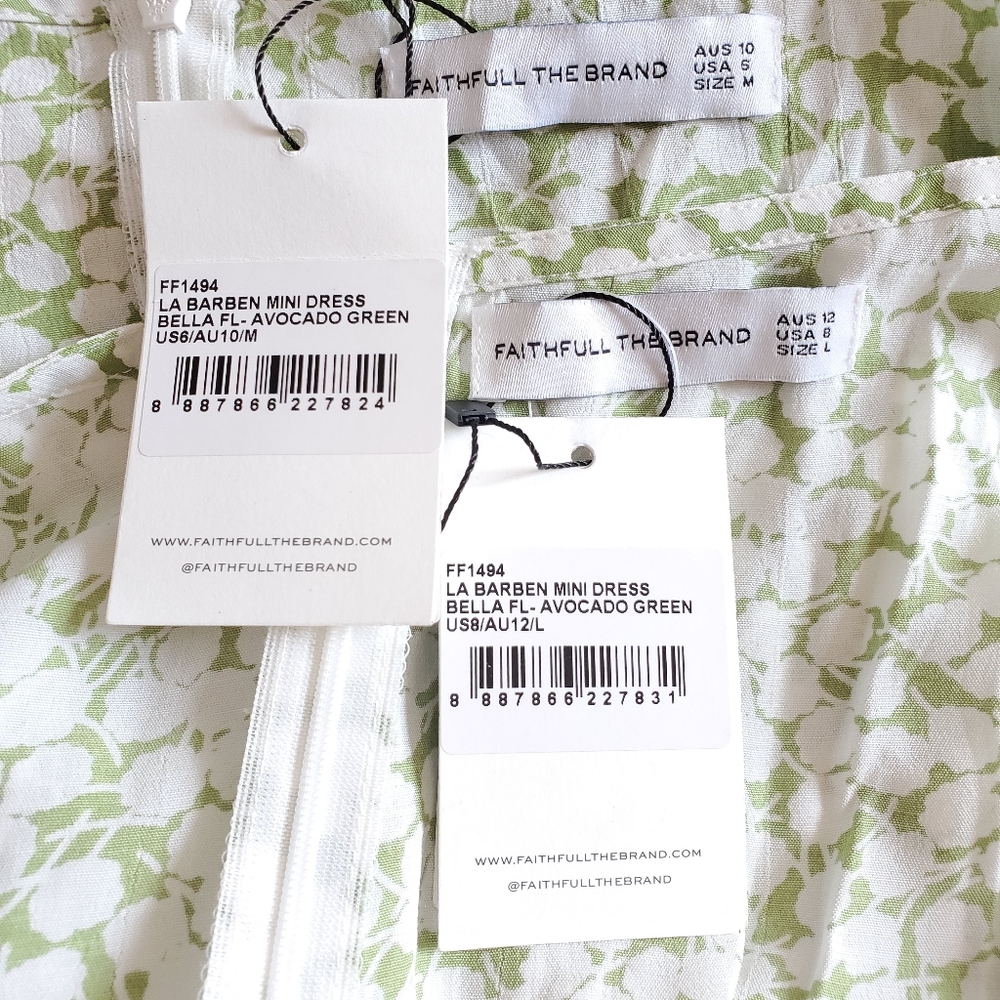 FAITHFULL THE BRAND
AUS 10
USA 6
SIZE M
FF1494
LA BARBEN MINI DRESS
BELLA FL- AVOCADO GREEN
US6/AU10/M
8 887866 227824
WWW.FAITHFULLTHEBRAND.COM
@FAITHFULLTHEBRAND
FAITHFULL THE BRAND
AUS 12
USA 8
SIZE L
FF1494
LA BARBEN MINI DRESS
BELLA FL- AVOCADO GREEN
US8/AU12/L
8 887866 227831
WWW.FAITHFULLTHEBRAND.COM
@FAITHFULLTHEBRAND